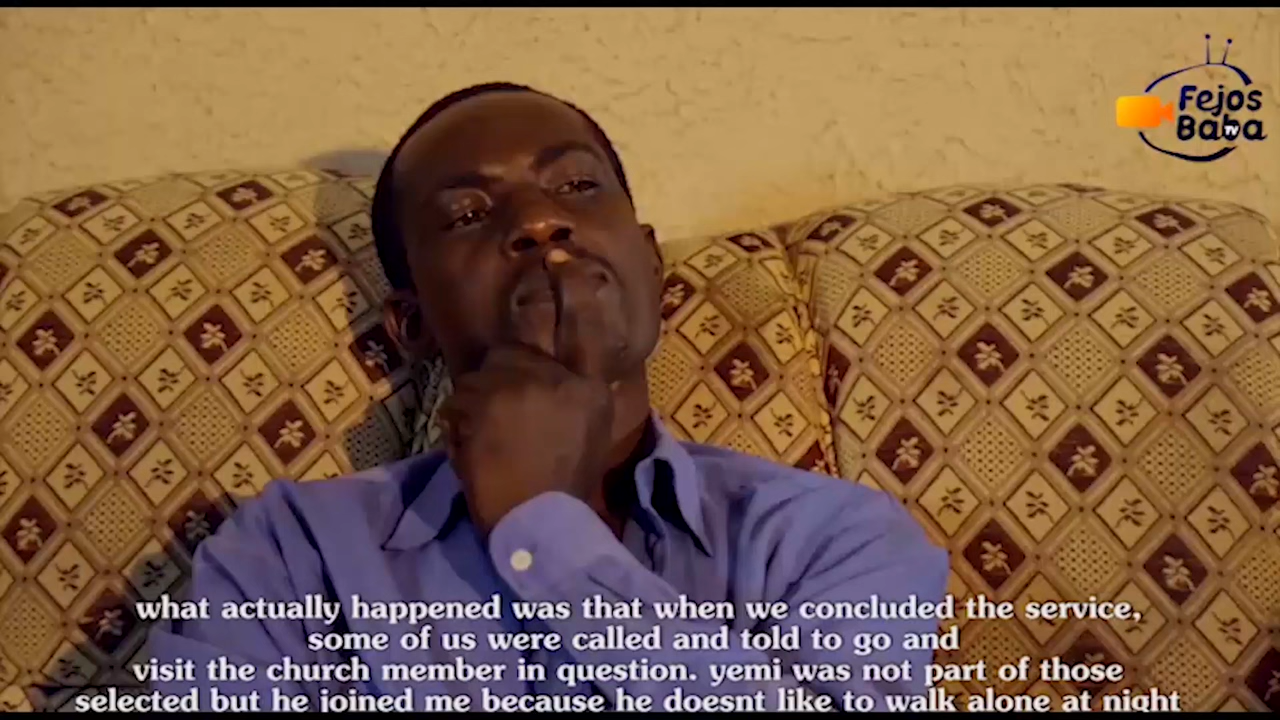 Fejos
Baba
TV
what actually happened was that when we concluded the service,
some of us were called and told to go and
visit the church member in question. yemi was not part of those
selected but he joined me because he doesnt like to walk alone at night